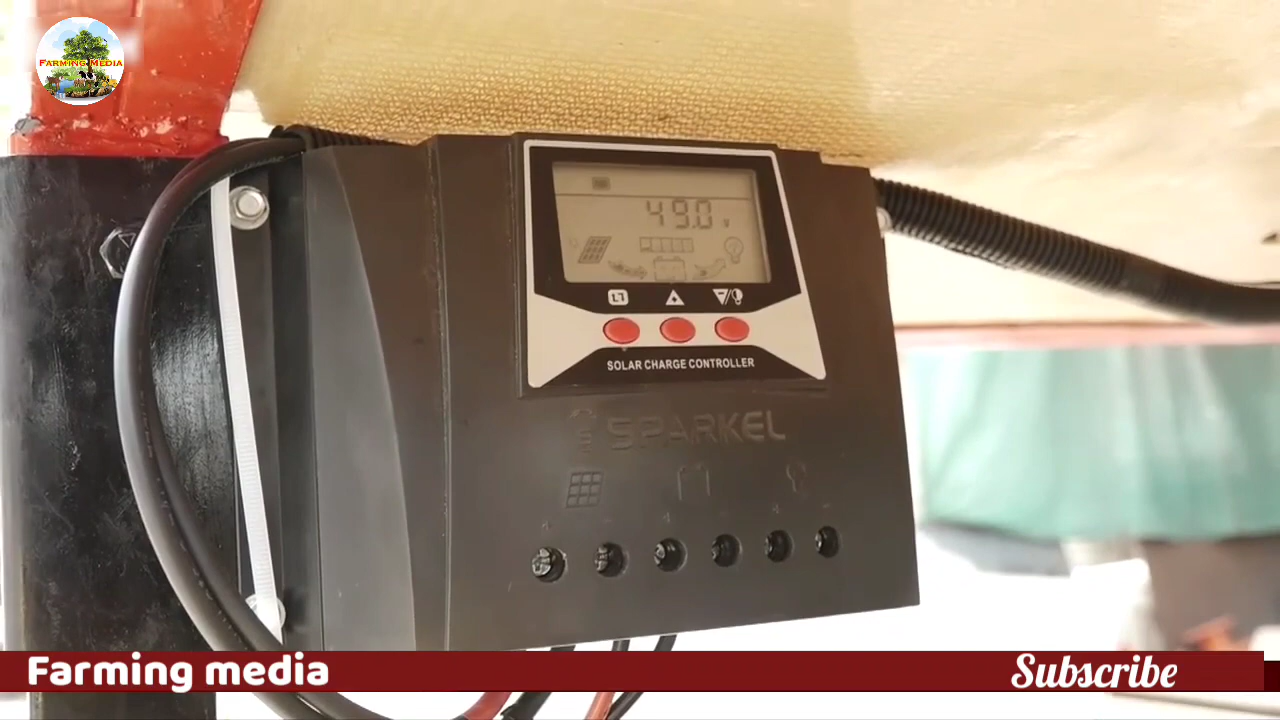 FARMING MEDIA
49.0 V
SOLAR CHARGE CONTROLLER
SPARKEL
+ - + - + -
Farming media
Subscribe